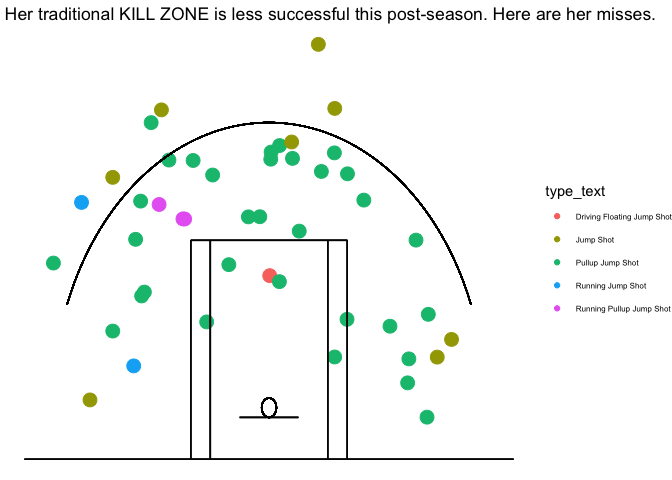 Her traditional KILL ZONE is less successful this post-season. Here are her misses.
type_text
Driving Floating Jump Shot
Jump Shot
Pullup Jump Shot
Running Jump Shot
Running Pullup Jump Shot